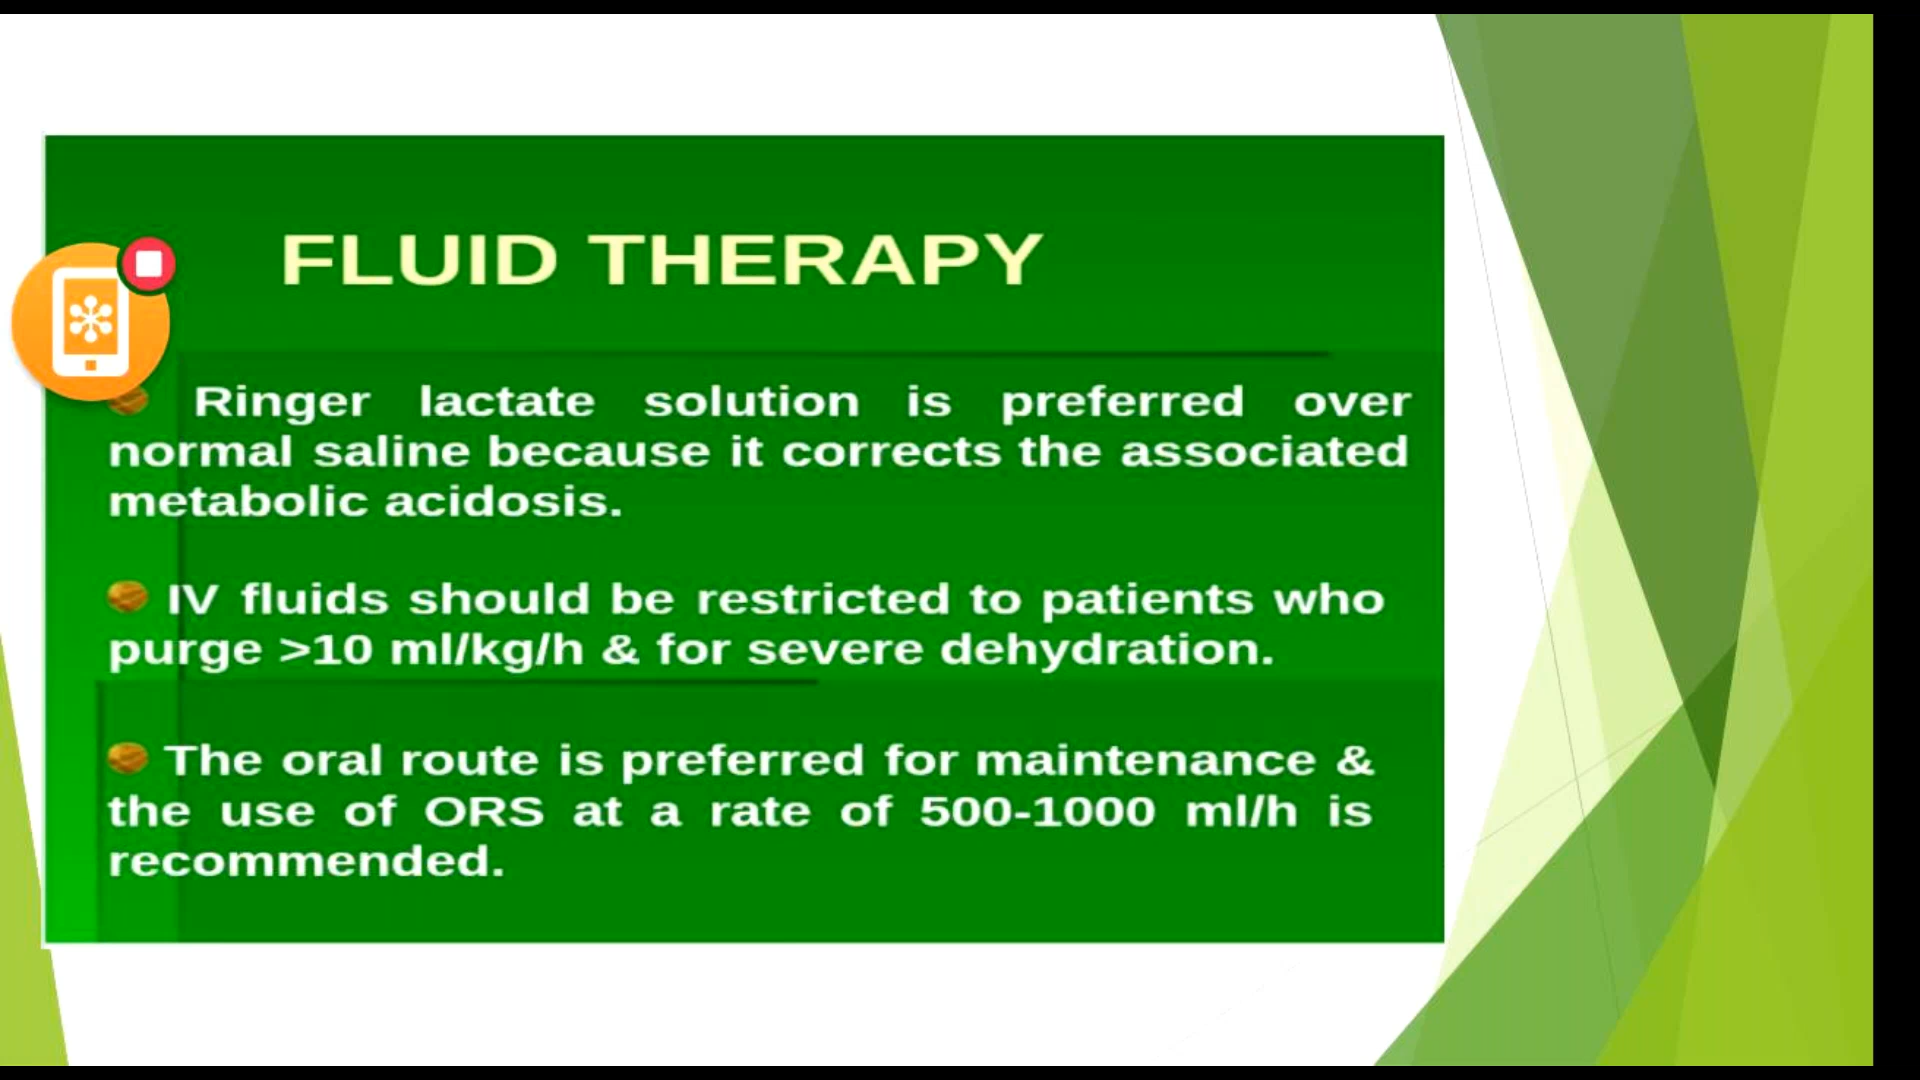 FLUID THERAPY
Ringer lactate solution is preferred over
normal saline because it corrects the associated
metabolic acidosis.
IV fluids should be restricted to patients who
purge >10 ml/kg/h & for severe dehydration.
The oral route is preferred for maintenance &
the use of ORS at a rate of 500-1000 ml/h is
recommended.